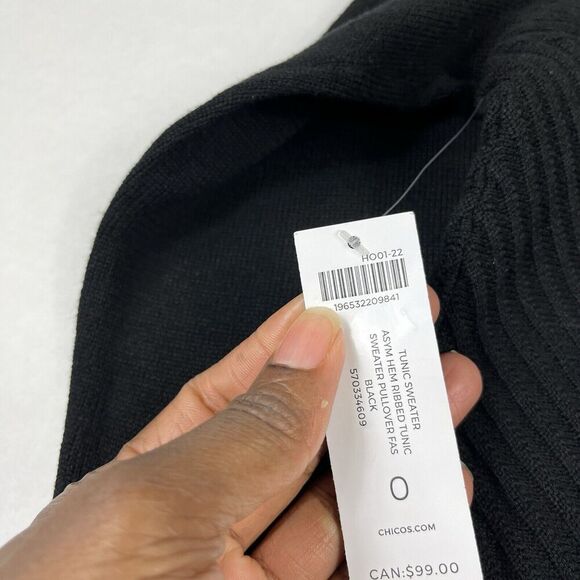 HO01-22
196532209841
TUNIC SWEATER
ASYM HEM RIBBED TUNIC
SWEATER PULLOVER FAS
BLACK
570334609
0
CHICOS.COM
CAN:$99.00